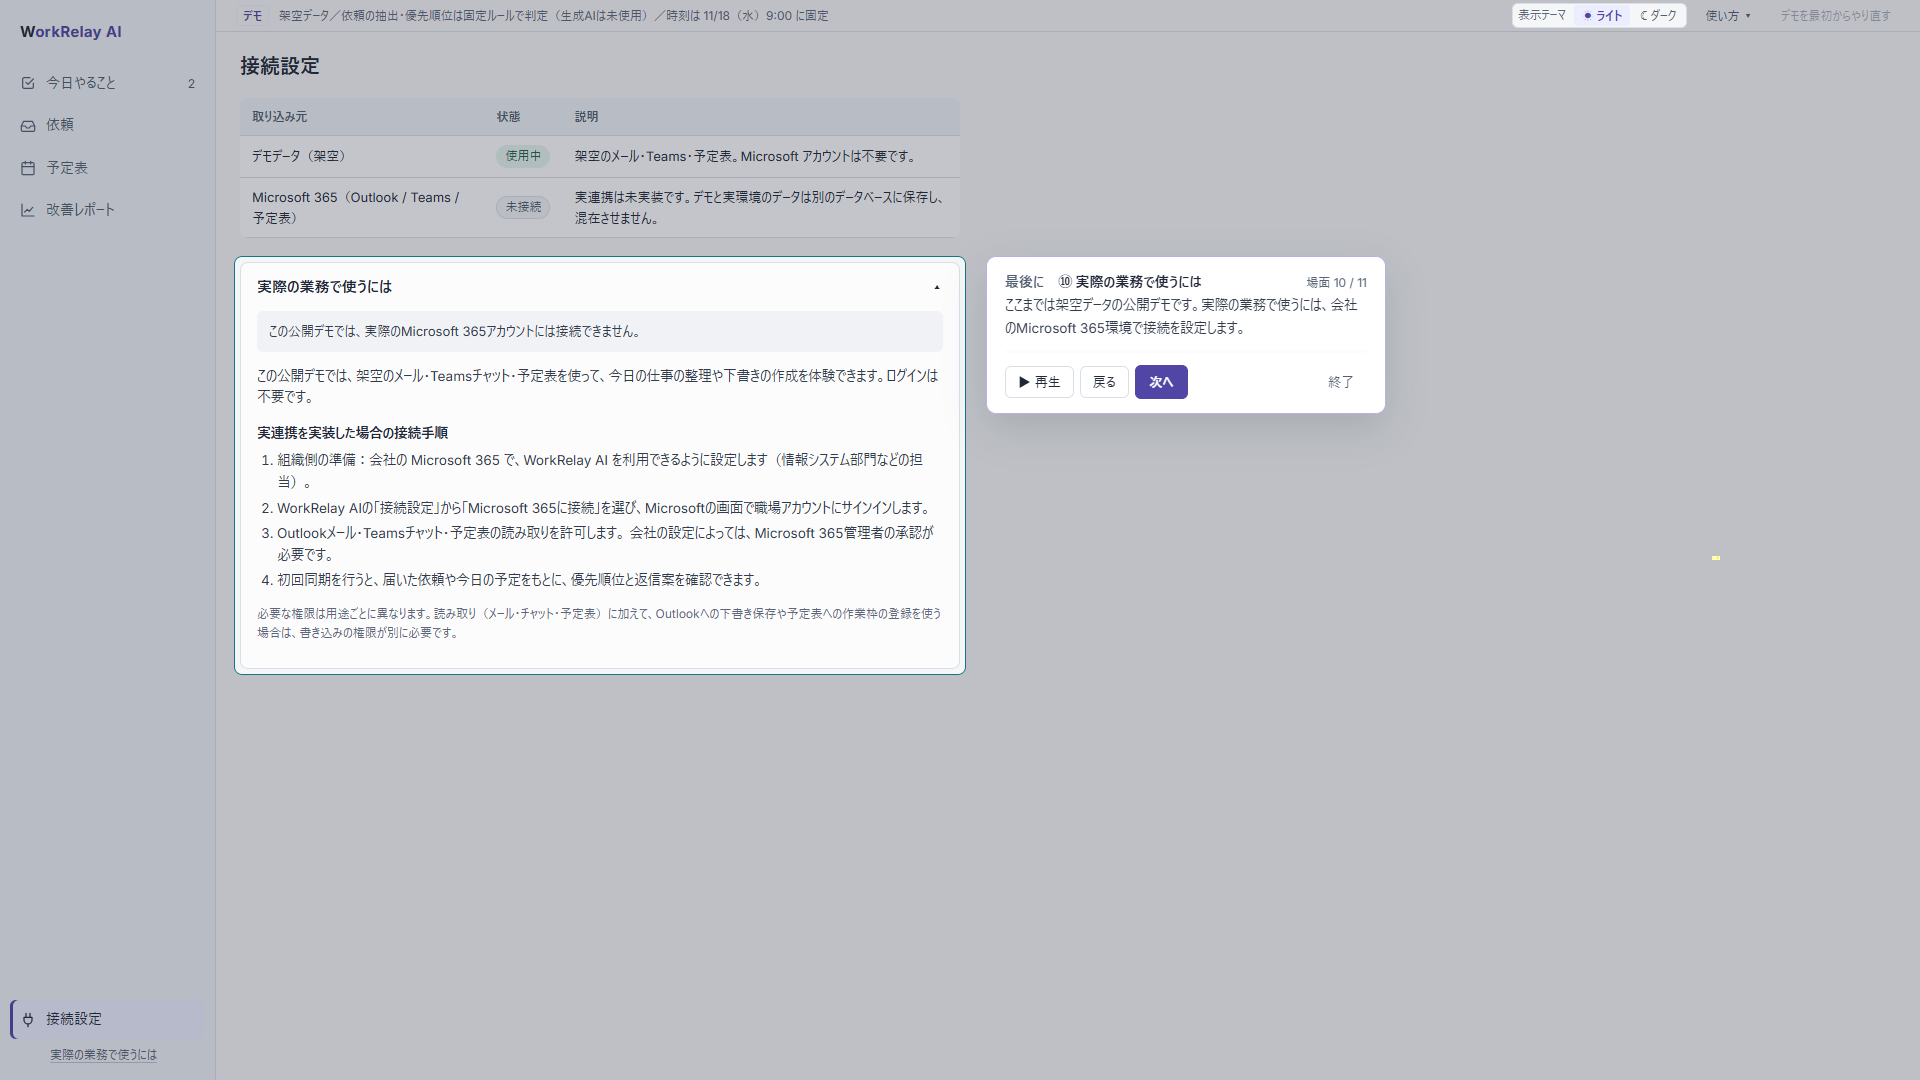 WorkRelay AI
今日やること 2
依頼
予定表
改善レポート
接続設定
実際の業務で使うには
デモ 架空データ／依頼の抽出・優先順位は固定ルールで判定（生成AIは未使用）／時刻は 11/18（水）9:00 に固定
表示テーマ ライト ダーク 使い方 ▾ デモを最初からやり直す
接続設定
取り込み元 状態 説明
デモデータ（架空） 使用中 架空のメール・Teams・予定表。Microsoft アカウントは不要です。
Microsoft 365（Outlook / Teams /
予定表）
未接続
実連携は未実装です。デモと実環境のデータは別のデータベースに保存し、
混在させません。
実際の業務で使うには
この公開デモでは、実際のMicrosoft 365アカウントには接続できません。
この公開デモでは、架空のメール・Teamsチャット・予定表を使って、今日の仕事の整理や下書きの作成を体験できます。ログインは
不要です。
実連携を実装した場合の接続手順
1. 組織側の準備：会社の Microsoft 365 で、WorkRelay AI を利用できるように設定します（情報システム部門などの担
当）。
2. WorkRelay AIの「接続設定」から「Microsoft 365に接続」を選び、Microsoftの画面で職場アカウントにサインインします。
3. Outlookメール・Teamsチャット・予定表の読み取りを許可します。会社の設定によっては、Microsoft 365管理者の承認が
必要です。
4. 初回同期を行うと、届いた依頼や今日の予定をもとに、優先順位と返信案を確認できます。
必要な権限は用途ごとに異なります。読み取り（メール・チャット・予定表）に加えて、Outlookへの下書き保存や予定表への作業枠の登録を使う
場合は、書き込みの権限が別に必要です。
最後に ⑩ 実際の業務で使うには 場面 10 / 11
ここまでは架空データの公開デモです。実際の業務で使うには、会社
のMicrosoft 365環境で接続を設定します。
▶ 再生 戻る 次へ 終了